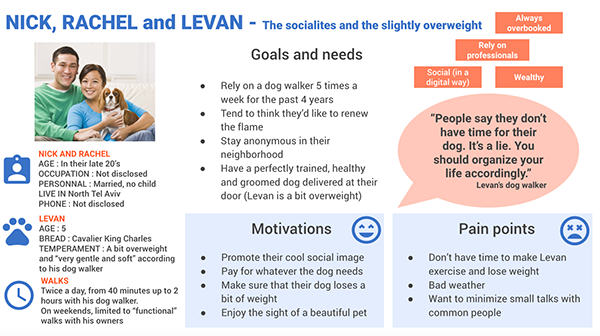 NICK, RACHEL and LEVAN - The socialites and the slightly overweight
Always
overbooked
Rely on
professionals
Social (in a
digital way)
Wealthy
Goals and needs
Rely on a dog walker 5 times a
week for the past 4 years
Tend to think they'd like to renew
the flame
Stay anonymous in their
neighborhood
Have a perfectly trained, healthy
and groomed dog delivered at their
door (Levan is a bit overweight)
"People say they don't
have time for their
dog. It's a lie. You
should organize your
life accordingly."
Levan's dog walker
NICK AND RACHEL
AGE : In their late 20's
OCCUPATION : Not disclosed
PERSONNAL : Married, no child
LIVE IN North Tel Aviv
PHONE : Not disclosed
LEVAN
AGE : 5
BREAD : Cavalier King Charles
TEMPERAMENT : A bit overweight
and "very gentle and soft" according
to his dog walker
WALKS
Twice a day, from 40 minutes up to 2
hours with his dog walker.
On weekends, limited to "functional"
walks with his owners
Motivations
Promote their cool social image
Pay for whatever the dog needs
Make sure that their dog loses a
bit of weight
Enjoy the sight of a beautiful pet
Pain points
Don't have time to make Levan
exercise and lose weight
Bad weather
Want to minimize small talks with
common people